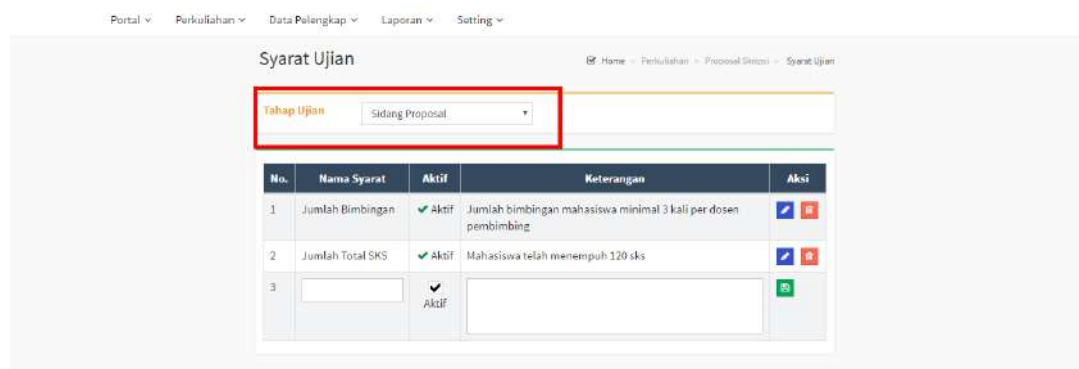 Portal Perkuliahan Data Pelengkap Laporan Setting
Syarat Ujian
Home Perkuliahan Proposal Skripsi Syarat Ujian
Tahap Ujian Sidang Proposal
No. Nama Syarat Aktif Keterangan Aksi
1 Jumlah Bimbingan Aktif Jumlah bimbingan mahasiswa minimal 3 kali per dosen
pembimbing
2 Jumlah Total SKS Aktif Mahasiswa telah menempuh 120 sks
3
Aktif